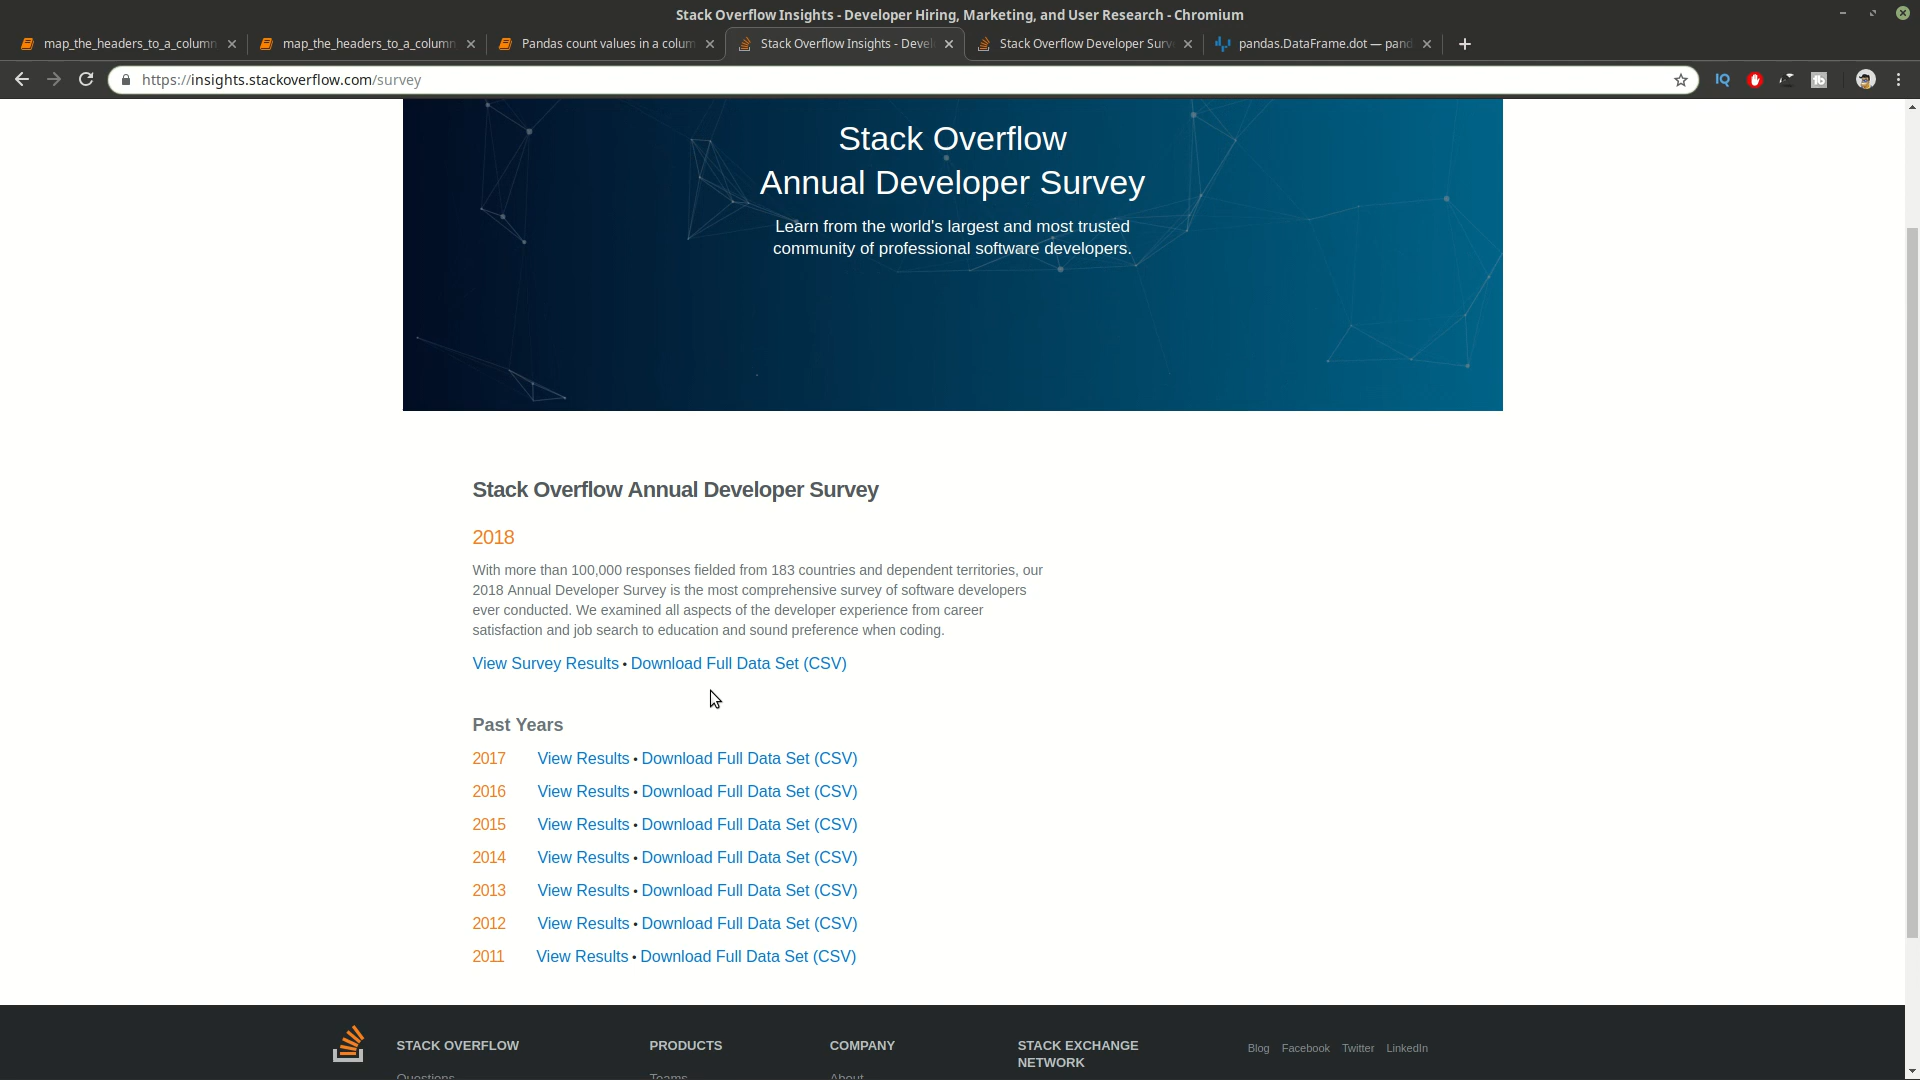 Stack Overflow Insights - Developer Hiring, Marketing, and User Research - Chromium
map_the_headers_to_a_column
map_the_headers_to_a_column
Pandas count values in a colum
Stack Overflow Insights - Devel
Stack Overflow Developer Surv
pandas.DataFrame.dot — pand
https://insights.stackoverflow.com/survey
IQ
Stack Overflow
Annual Developer Survey
Learn from the world's largest and most trusted
community of professional software developers.
Stack Overflow Annual Developer Survey
2018
With more than 100,000 responses fielded from 183 countries and dependent territories, our
2018 Annual Developer Survey is the most comprehensive survey of software developers
ever conducted. We examined all aspects of the developer experience from career
satisfaction and job search to education and sound preference when coding.
View Survey Results • Download Full Data Set (CSV)
Past Years
2017 View Results • Download Full Data Set (CSV)
2016 View Results • Download Full Data Set (CSV)
2015 View Results • Download Full Data Set (CSV)
2014 View Results • Download Full Data Set (CSV)
2013 View Results • Download Full Data Set (CSV)
2012 View Results • Download Full Data Set (CSV)
2011 View Results • Download Full Data Set (CSV)
STACK OVERFLOW
Questions
PRODUCTS
Teams
COMPANY
About
STACK EXCHANGE
NETWORK
Blog Facebook Twitter LinkedIn